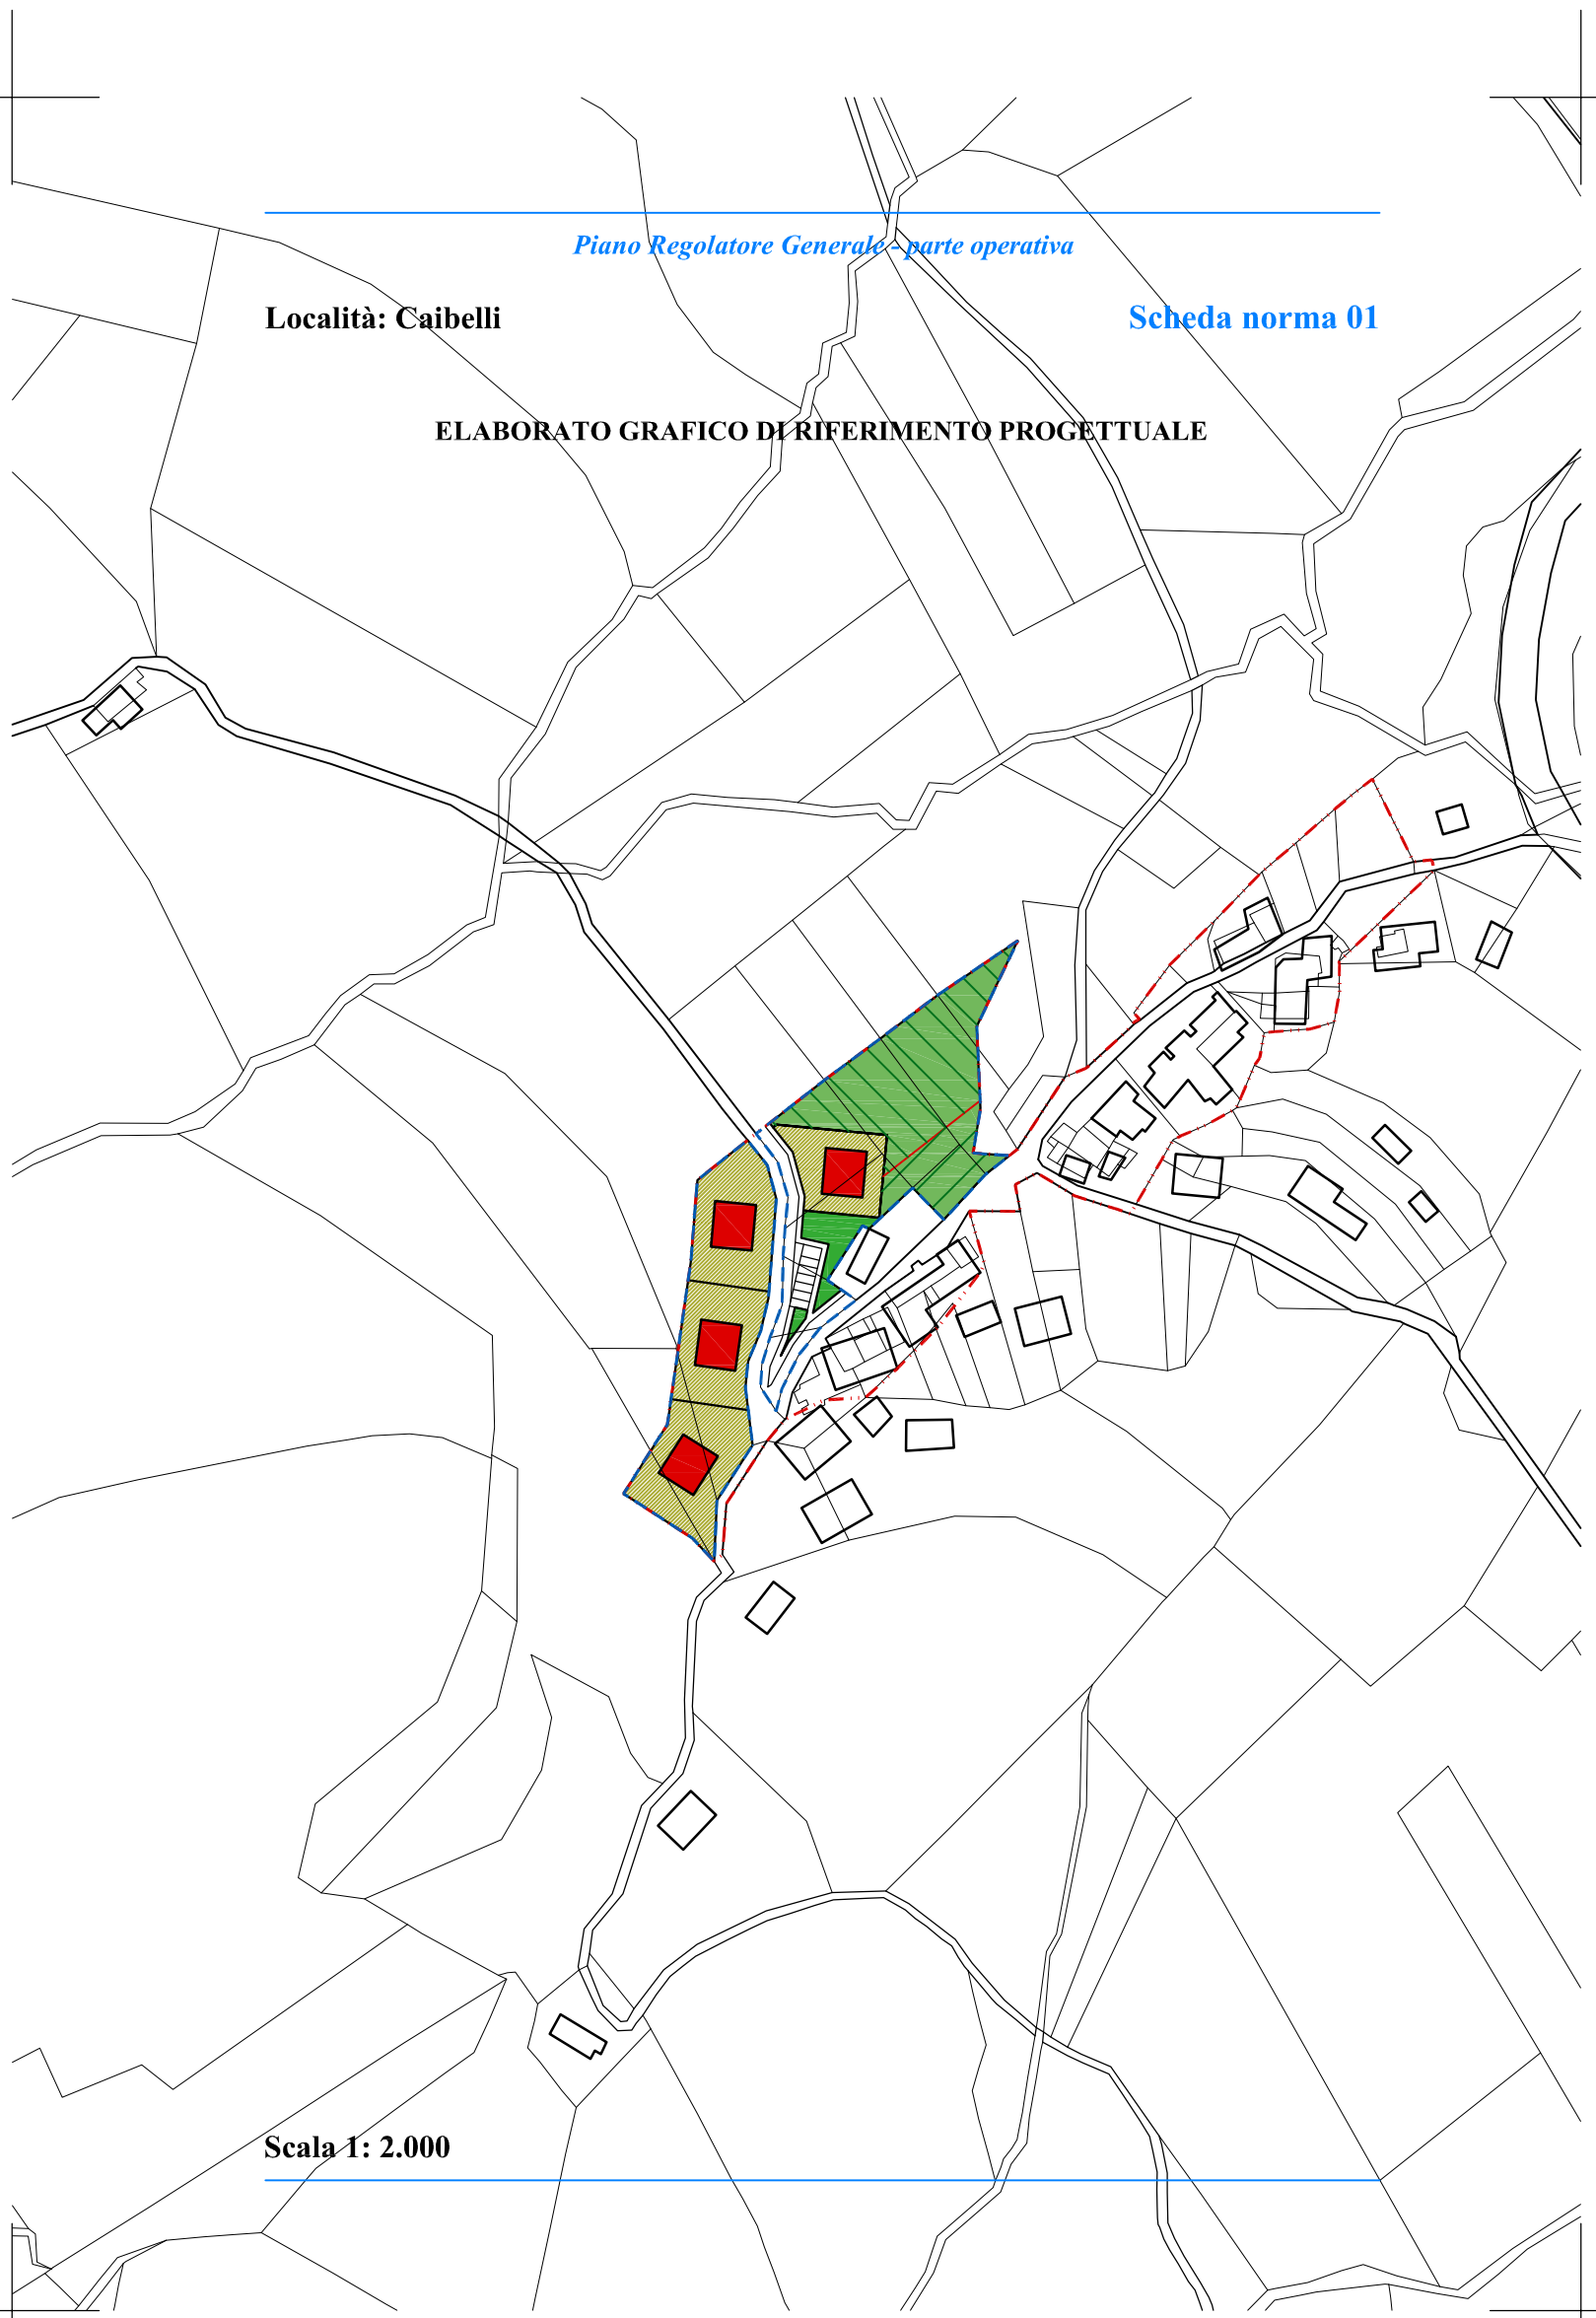 Piano Regolatore Generale - parte operativa
Località: Caibelli
Scheda norma 01
ELABORATO GRAFICO DI RIFERIMENTO PROGETTUALE
Scala 1: 2.000